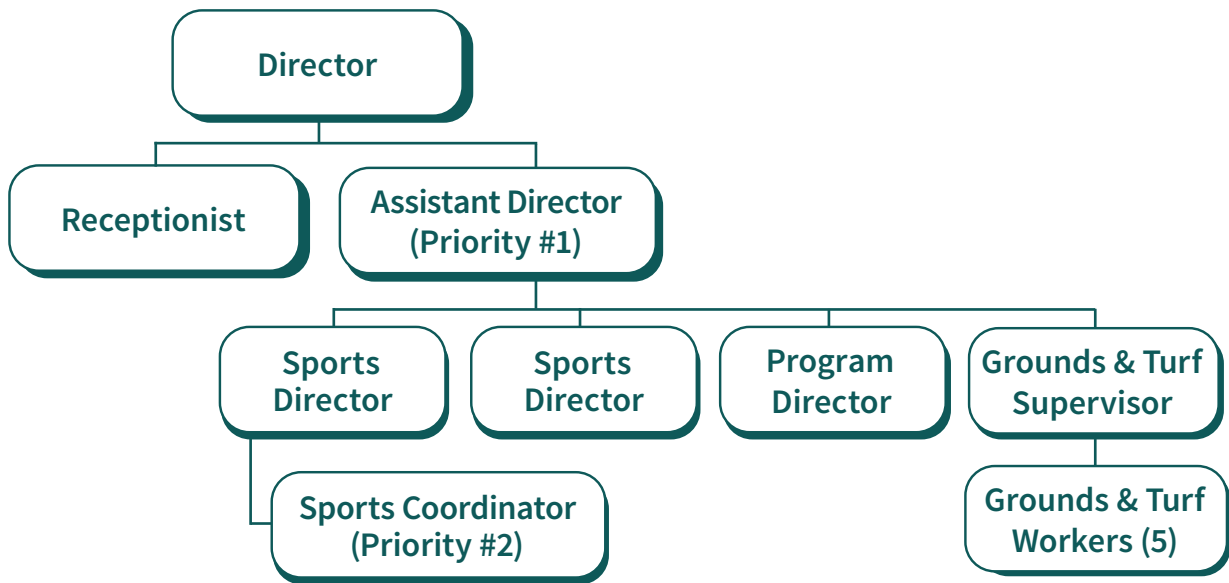 Director
Receptionist
Assistant Director
(Priority #1)
Sports
Director
Sports
Director
Program
Director
Grounds & Turf
Supervisor
Sports Coordinator
(Priority #2)
Grounds & Turf
Workers (5)